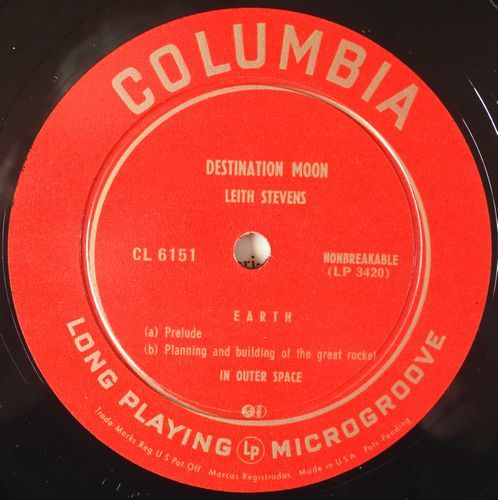 COLUMBIA
DESTINATION MOON
LEITH STEVENS
CL 6151
NONBREAKABLE
(LP 3420)
EARTH
(a) Prelude
(b) Planning and building of the great rocket
IN OUTER SPACE
LONG PLAYING Lp MICROGROOVE
Trade Marks Reg U S Pat Off Marcas Registradas Made in U S A Pats Pending